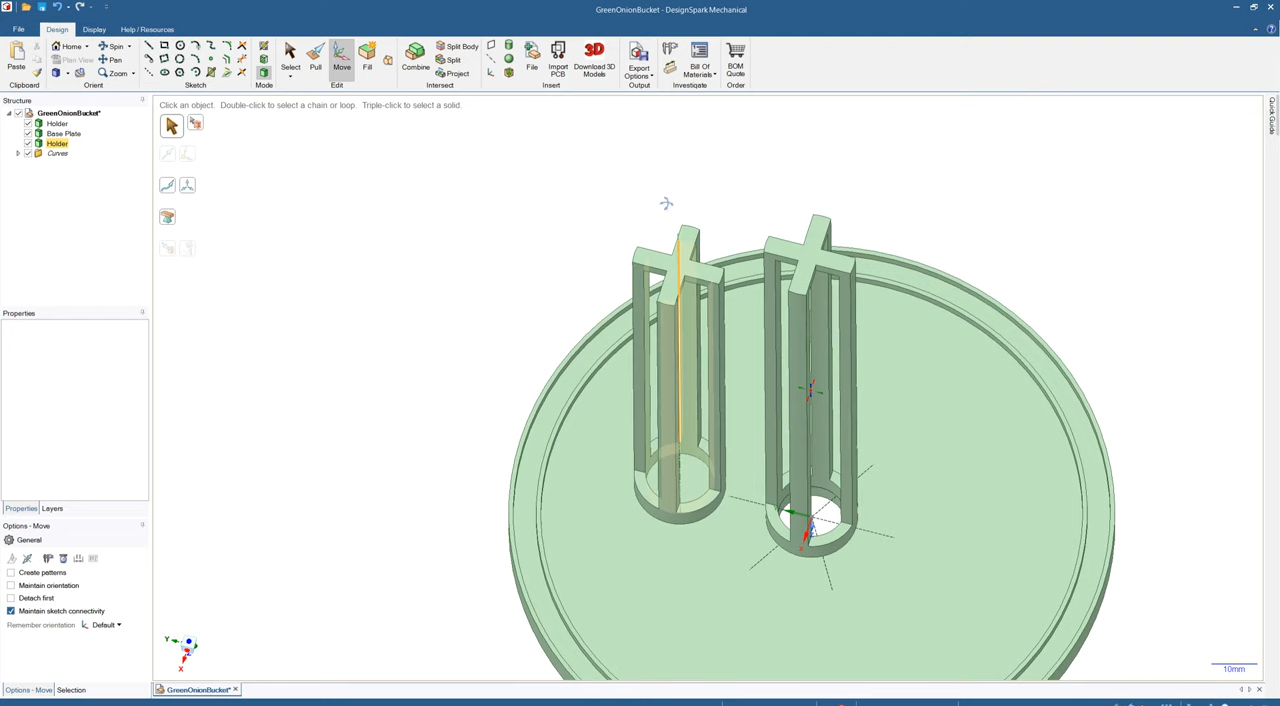 GreenOnionBucket - DesignSpark Mechanical
File
Design
Display
Help / Resources
Paste
Home
Plan View
Spin
Pan
Zoom
Select
Pull
Move
Fill
Combine
Split Body
Split
Project
File
Import PCB
Download 3D Models
3D
Export Options
Bill Of Materials
BOM Quote
Clipboard
Orient
Sketch
Mode
Edit
Intersect
Insert
Output
Investigate
Order
Structure
GreenOnionBucket*
Holder
Base Plate
Holder
Curves
Click an object. Double-click to select a chain or loop. Triple-click to select a solid.
Quick Guide
Properties
Properties
Layers
Options - Move
General
Create patterns
Maintain orientation
Detach first
Maintain sketch connectivity
Remember orientation
Default
Y
X
X
10mm
Options - Move
Selection
GreenOnionBucket*